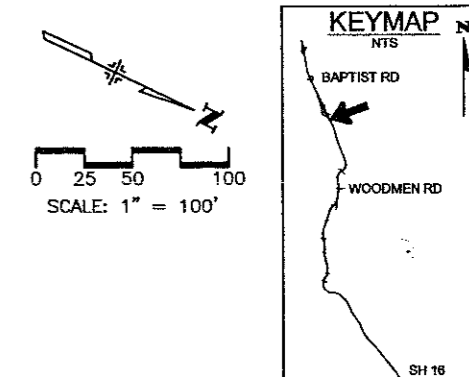 N
0 25 50 100
SCALE: 1" = 100'
KEYMAP N
NTS
BAPTIST RD
WOODMEN RD
SH 16